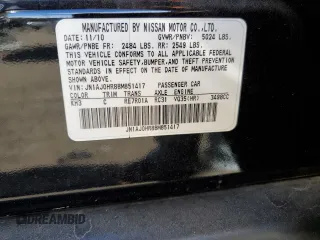 MANUFACTURED BY NISSAN MOTOR CO.,LTD.
DATE: 11/10 GVWR/PNBV: 5024 LBS.
GAWR/PNBE FR: 2484 LBS. RR: 2549 LBS.
THIS VEHICLE CONFORMS TO ALL APPLICABLE FEDERAL
MOTOR VEHICLE SAFETY,BUMPER,AND THEFT PREVENTION
STANDARDS IN EFFECT ON THE DATE OF MANUFACTURE
SHOWN ABOVE.
VIN: JN1AJ0HR8BM851417 PASSENGER CAR
COLOR TRIM TRANS AXLE ENGINE
KH3 C RE7R01A RC31 VQ35(HR) 3498CC
JN1AJ0HR8BM851417
AUTOBIDMASTER